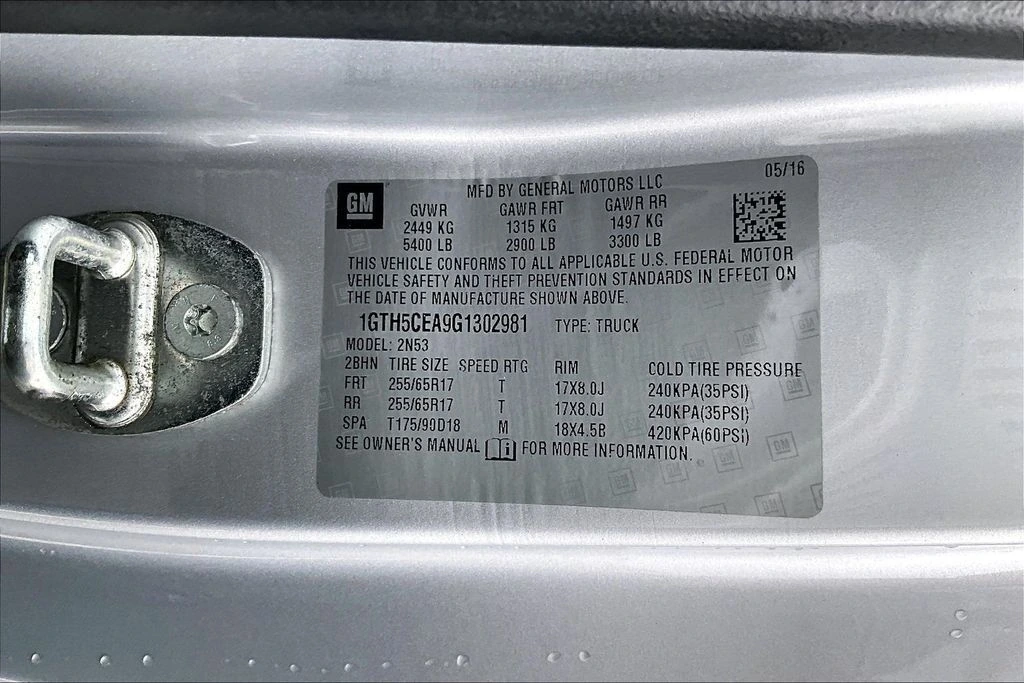 05/16
GM MFD BY GENERAL MOTORS LLC
GVWR GAWR FRT GAWR RR
2449 KG 1315 KG 1497 KG
5400 LB 2900 LB 3300 LB
THIS VEHICLE CONFORMS TO ALL APPLICABLE U.S. FEDERAL MOTOR
VEHICLE SAFETY AND THEFT PREVENTION STANDARDS IN EFFECT ON
THE DATE OF MANUFACTURE SHOWN ABOVE.
1GTH5CEA9G1302981 TYPE: TRUCK
MODEL: 2N53
2BHN TIRE SIZE SPEED RTG RIM COLD TIRE PRESSURE
FRT 255/65R17 T 17X8.0J 240KPA(35PSI)
RR 255/65R17 T 17X8.0J 240KPA(35PSI)
SPA T175/90D18 M 18X4.5B 420KPA(60PSI)
SEE OWNER'S MANUAL FOR MORE INFORMATION.